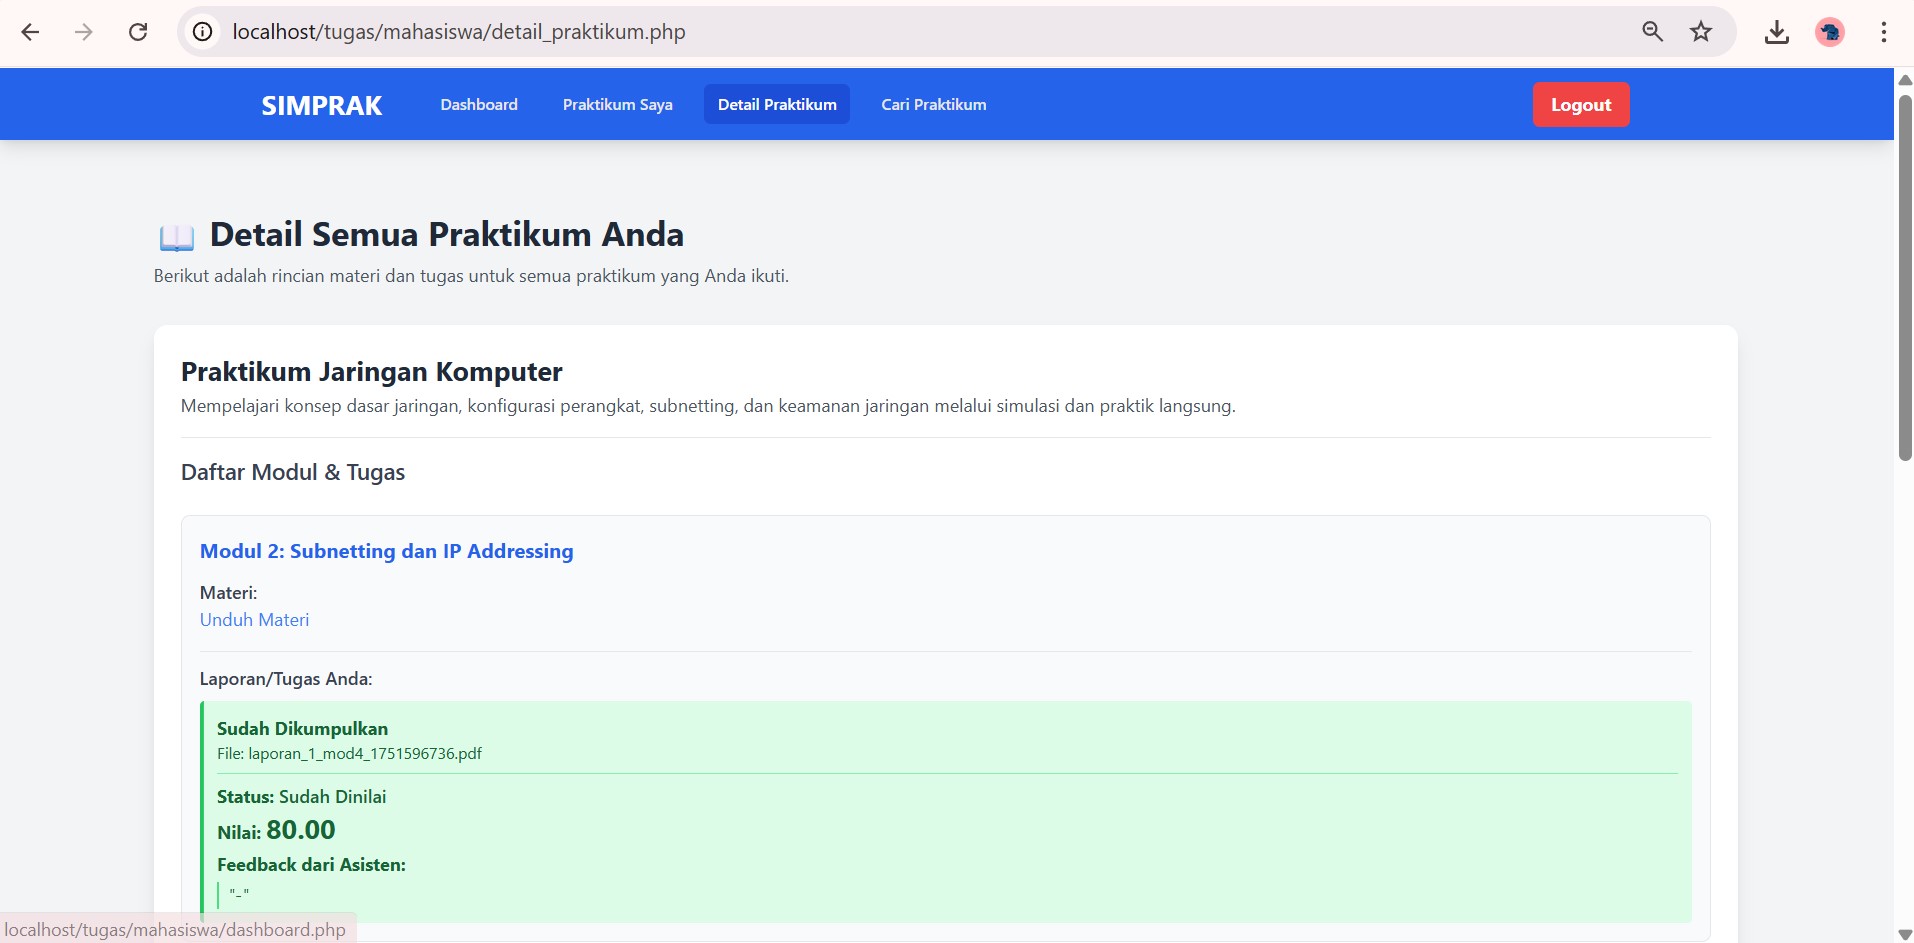 localhost/tugas/mahasiswa/detail_praktikum.php
SIMPRAK Dashboard Praktikum Saya Detail Praktikum Cari Praktikum Logout
Detail Semua Praktikum Anda
Berikut adalah rincian materi dan tugas untuk semua praktikum yang Anda ikuti.
Praktikum Jaringan Komputer
Mempelajari konsep dasar jaringan, konfigurasi perangkat, subnetting, dan keamanan jaringan melalui simulasi dan praktik langsung.
Daftar Modul & Tugas
Modul 2: Subnetting dan IP Addressing
Materi:
Unduh Materi
Laporan/Tugas Anda:
Sudah Dikumpulkan
File: laporan_1_mod4_1751596736.pdf
Status: Sudah Dinilai
Nilai: 80.00
Feedback dari Asisten:
"-"
localhost/tugas/mahasiswa/dashboard.php